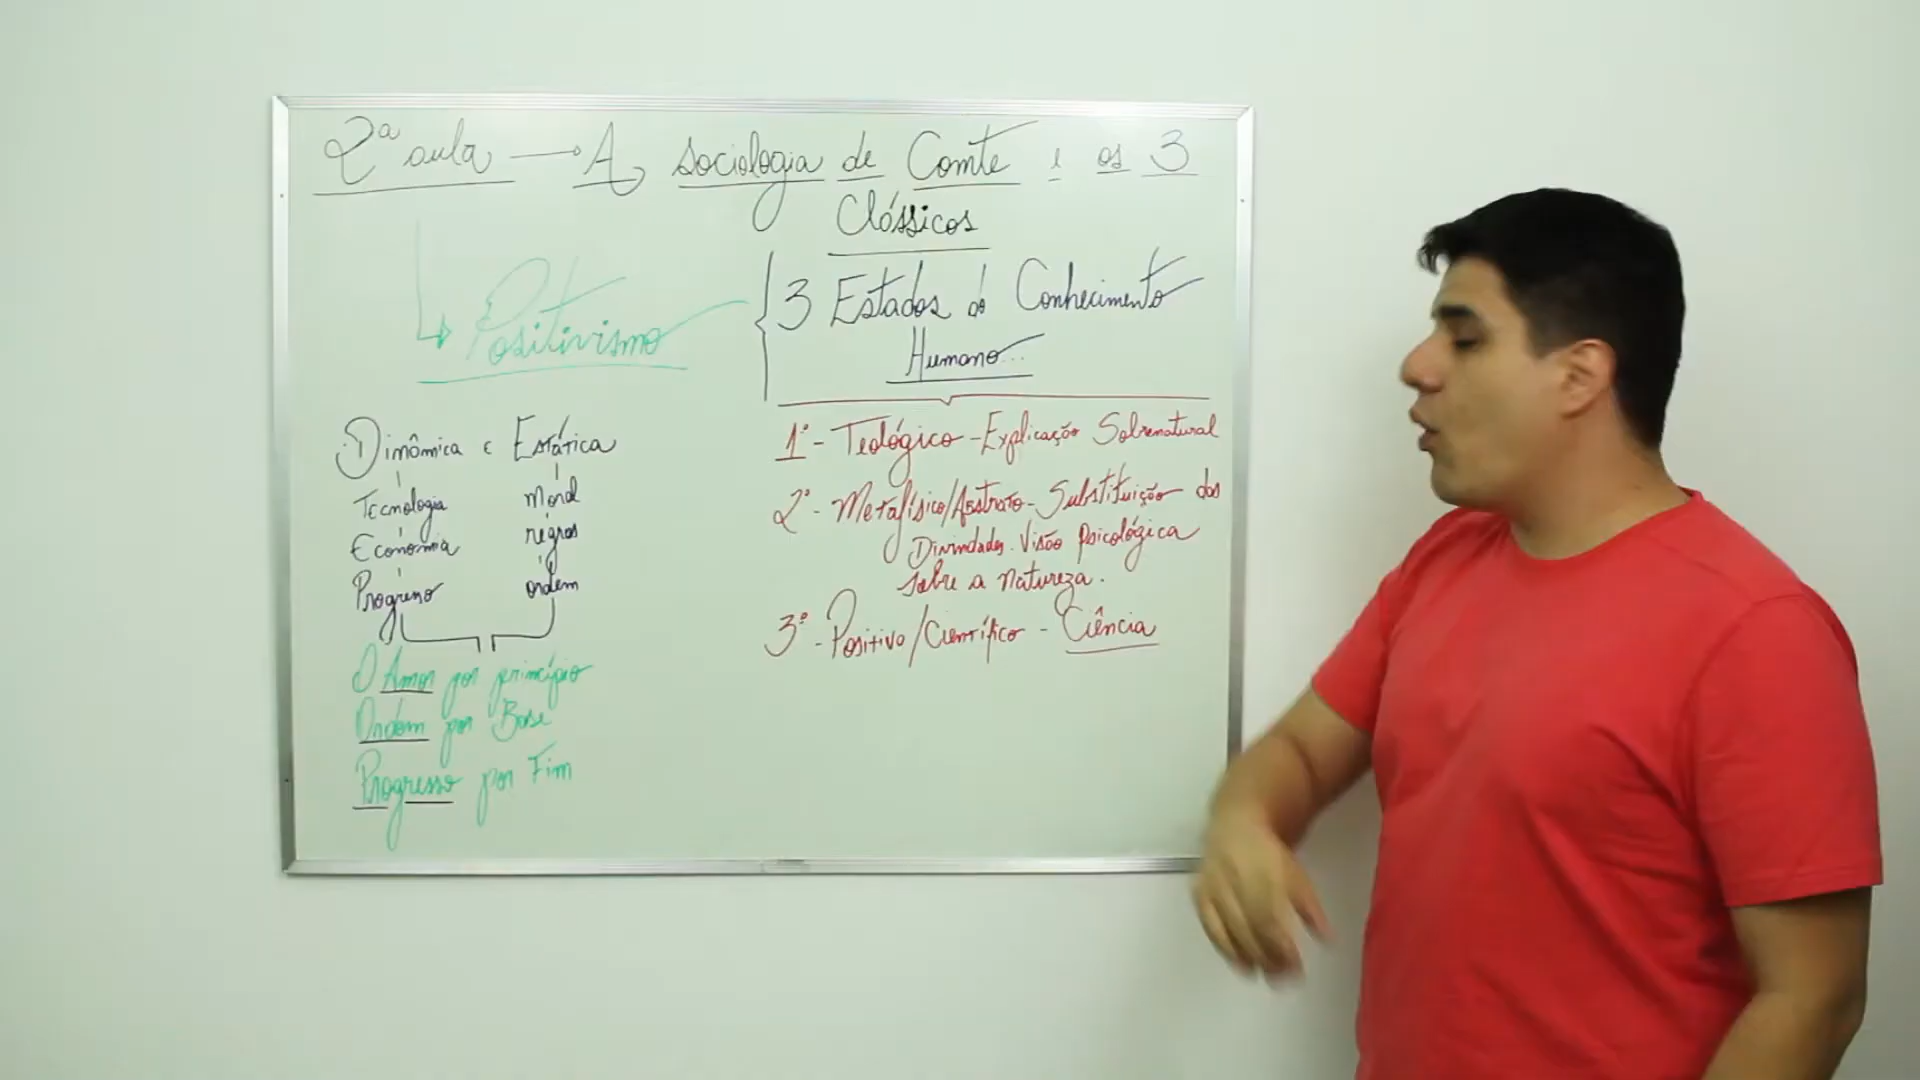 2ª aula → A sociologia de Comte e os 3
Clássicos
Positivismo
3 Estados do Conhecimento
Humano...
1º - Teológico - Explicação Sobrenatural
2º - Metafísico/Abstrato - Substituição das
Divindades. Visão Psicológica
sobre a natureza.
3º - Positivo/Científico - Ciência
Dinâmica e Estática
Tecnologia
Economia
Progresso
Moral
regras
ordem
O Amor por princípio
Ordem por Base
Progresso por Fim